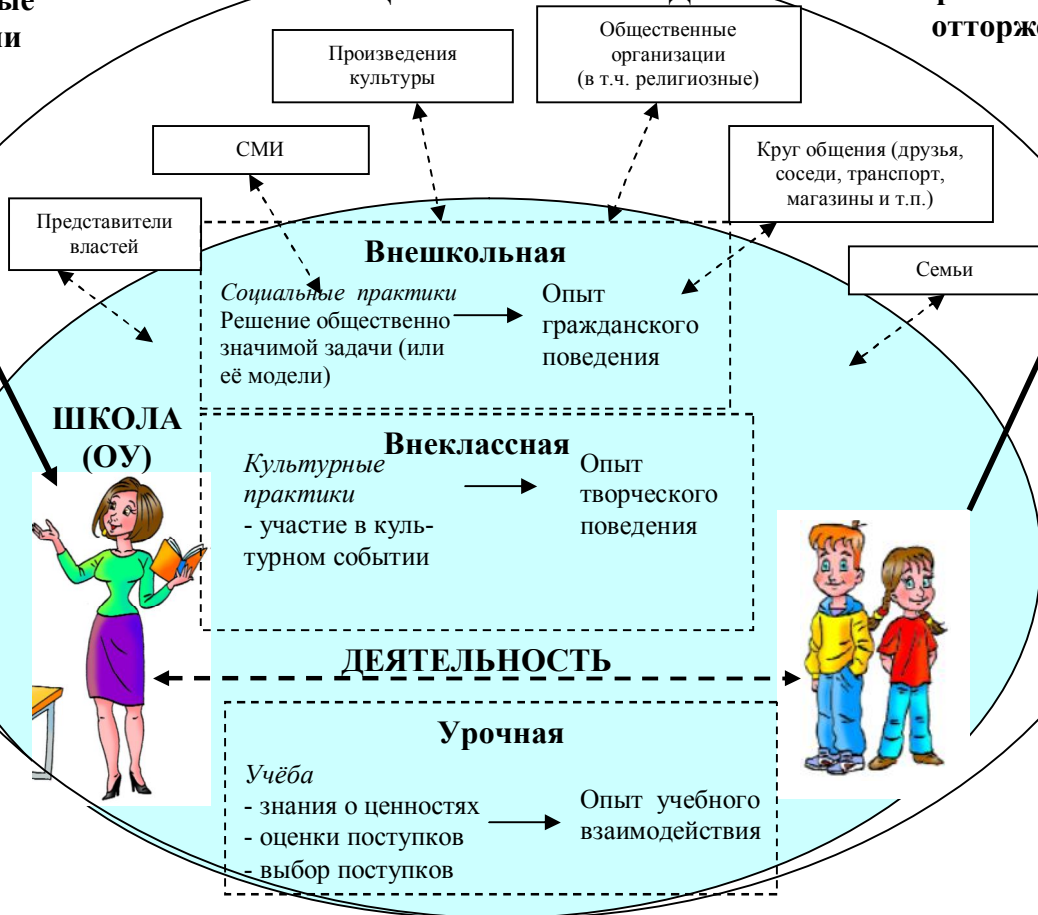 Произведения
культуры
Общественные
организации
(в т.ч. религиозные)
СМИ
Круг общения (друзья,
соседи, транспорт,
магазины и т.п.)
Представители
властей
Семьи
Внешкольная
Социальные практики
Решение общественно
значимой задачи (или
её модели)
Опыт
гражданского
поведения
ШКОЛА
(ОУ)
Внеклассная
Культурные
практики
- участие в куль-
турном событии
Опыт
творческого
поведения
ДЕЯТЕЛЬНОСТЬ
Урочная
Учёба
- знания о ценностях
- оценки поступков
- выбор поступков
Опыт учебного
взаимодействия